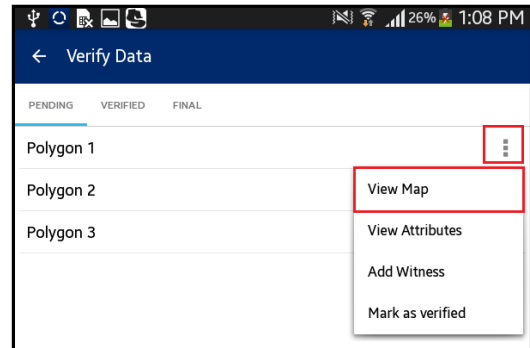 26% 1:08 PM
← Verify Data
PENDING VERIFIED FINAL
Polygon 1
Polygon 2
Polygon 3
View Map
View Attributes
Add Witness
Mark as verified